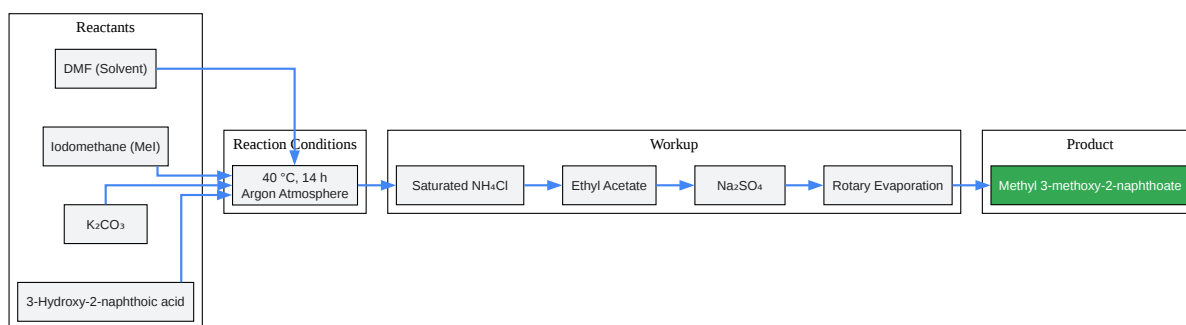 Reactants
DMF (Solvent)
Iodomethane (MeI)
K₂CO₃
3-Hydroxy-2-naphthoic acid
Reaction Conditions
40 °C, 14 h
Argon Atmosphere
Workup
Saturated NH₄Cl
Ethyl Acetate
Na₂SO₄
Rotary Evaporation
Product
Methyl 3-methoxy-2-naphthoate